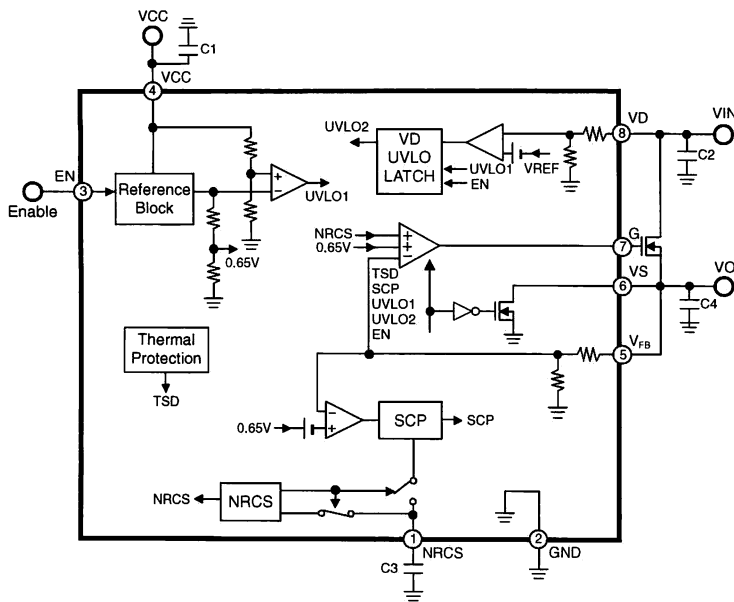 VCC
C1
VCC
4
VD
VIN
UVLO2
VD
UVLO
LATCH
8
C2
UVLO1
EN
VREF
EN
3
Reference
Block
+
−
UVLO1
Enable
0.65V
NRCS
0.65V
+
+
−
G
7
TSD
SCP
UVLO1
UVLO2
EN
VS
6
VO
C4
VFB
5
Thermal
Protection
TSD
0.65V
−
+
SCP
SCP
NRCS
NRCS
1
NRCS
2
GND
C3